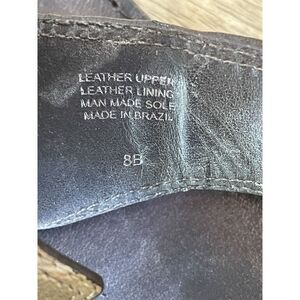 LEATHER UPPER
LEATHER LINING
MAN MADE SOLE
MADE IN BRAZIL
8B